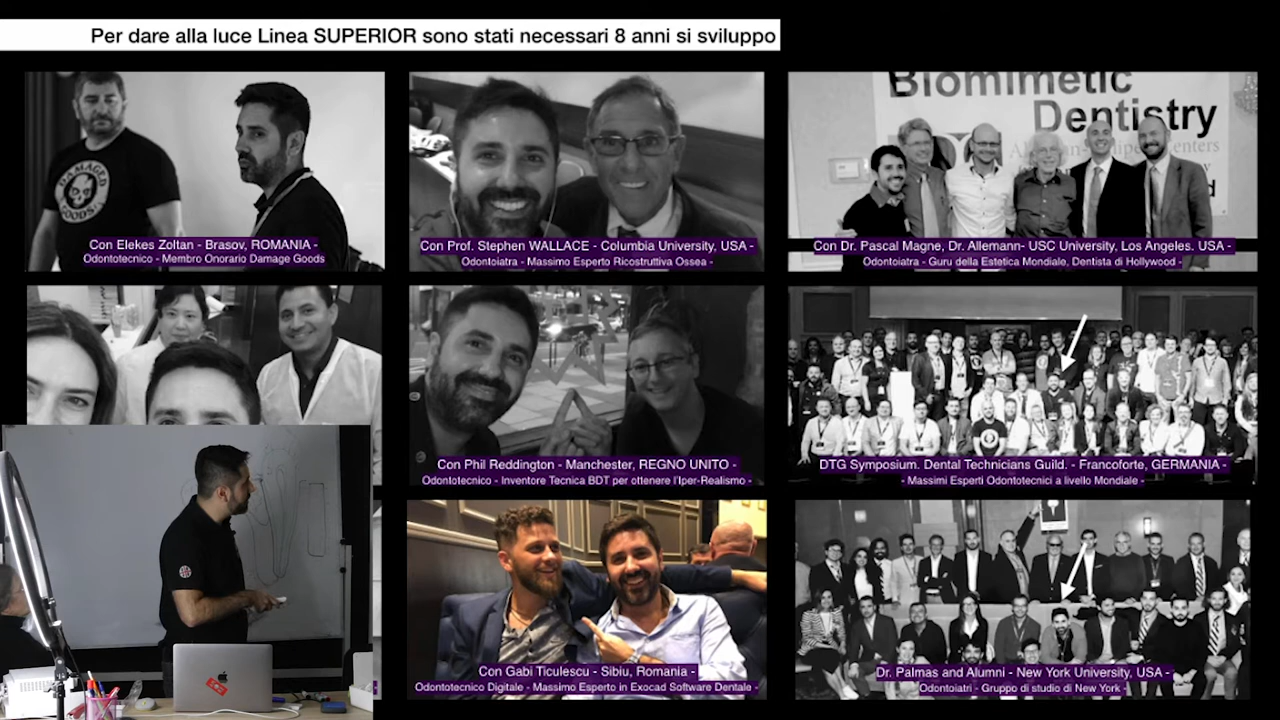 Per dare alla luce Linea SUPERIOR sono stati necessari 8 anni si sviluppo
DAMAGED
GOODS
Con Elekes Zoltan - Brasov, ROMANIA -
Odontotecnico - Membro Onorario Damage Goods
Con Prof. Stephen WALLACE - Columbia University, USA -
Odontoiatra - Massimo Esperto Ricostruttiva Ossea -
Biomimetic
Dentistry
Con Dr. Pascal Magne, Dr. Allemann- USC University, Los Angeles. USA -
Odontoiatra - Guru della Estetica Mondiale, Dentista di Hollywood -
Con Phil Reddington - Manchester, REGNO UNITO -
Odontotecnico - Inventore Tecnica BDT per ottenere l'Iper-Realismo -
DTG Symposium. Dental Technicians Guild. - Francoforte, GERMANIA -
- Massimi Esperti Odontotecnici a livello Mondiale -
Con Gabi Ticulescu - Sibiu, Romania -
Odontotecnico Digitale - Massimo Esperto in Exocad Software Dentale -
Dr. Palmas and Alumni - New York University, USA -
Odontoiatri - Gruppo di studio di New York -